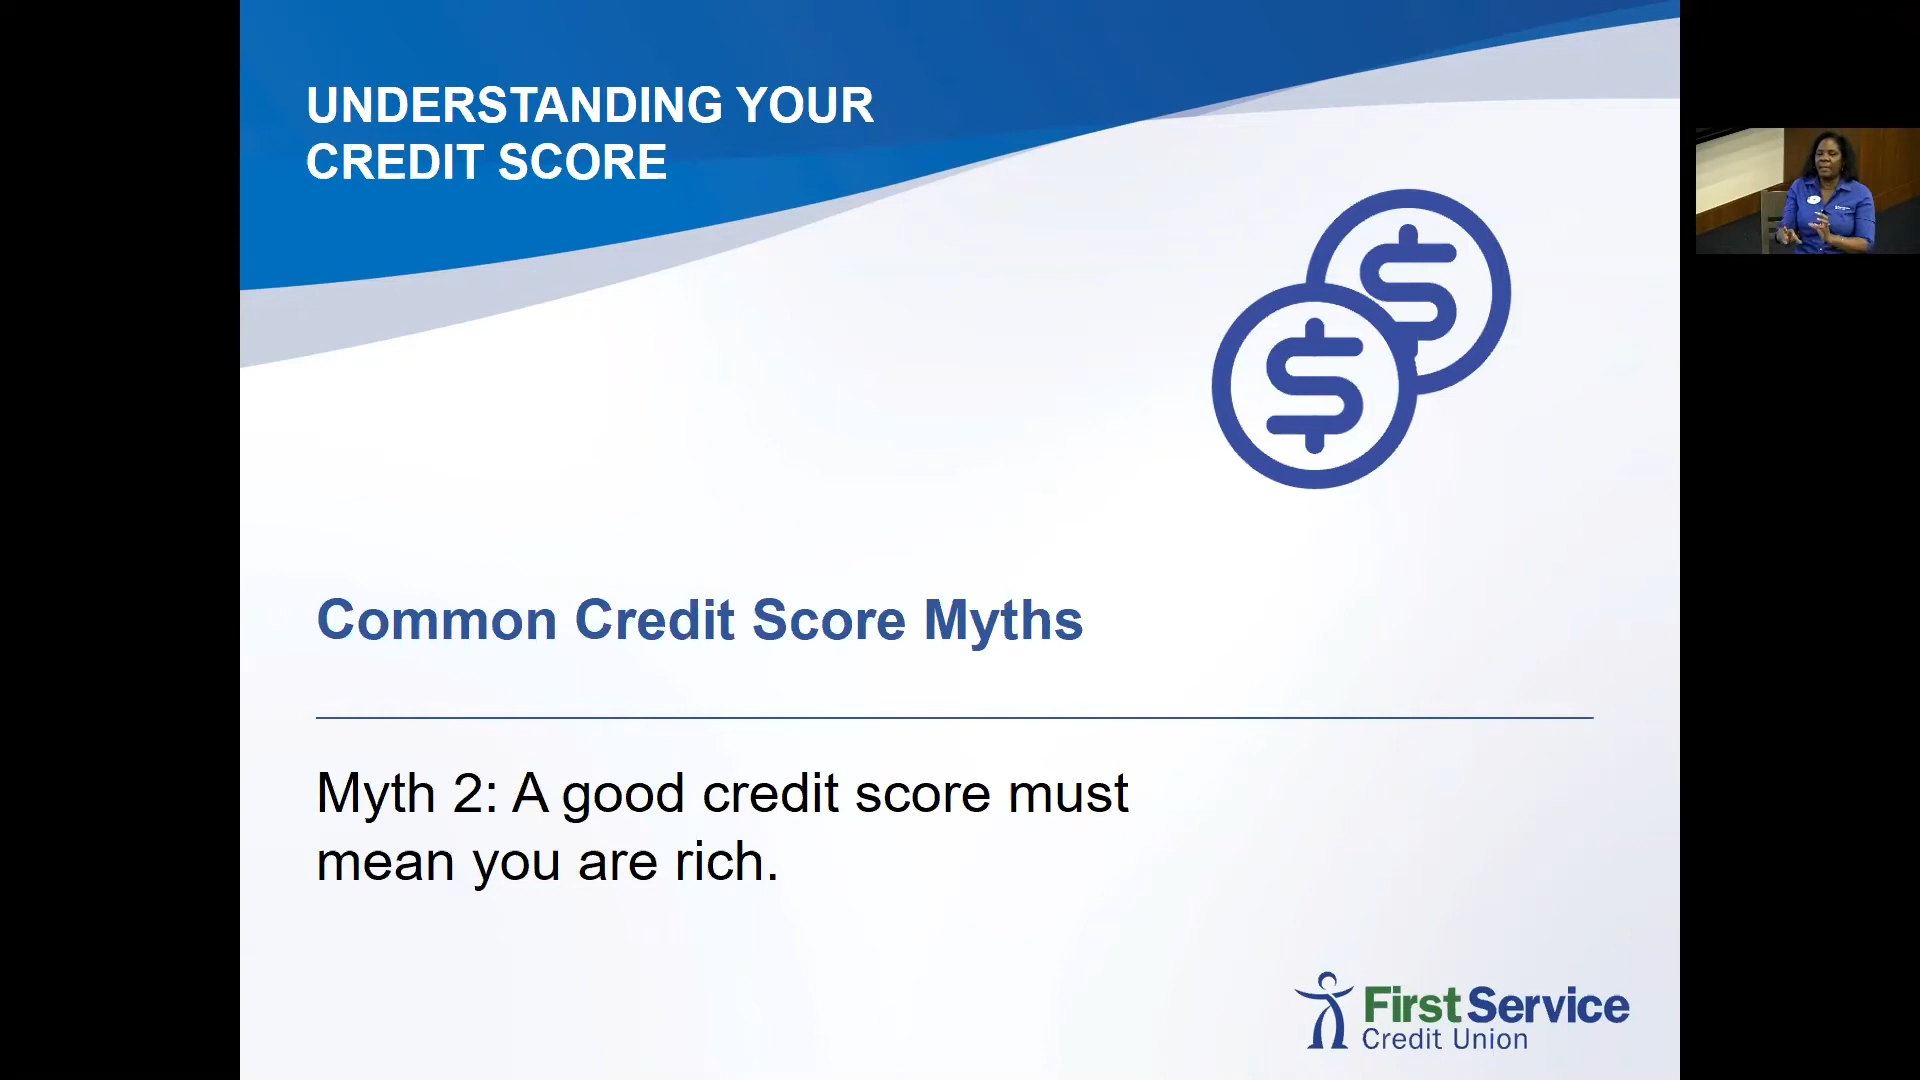 UNDERSTANDING YOUR
CREDIT SCORE
Common Credit Score Myths
Myth 2: A good credit score must
mean you are rich.
First Service
Credit Union